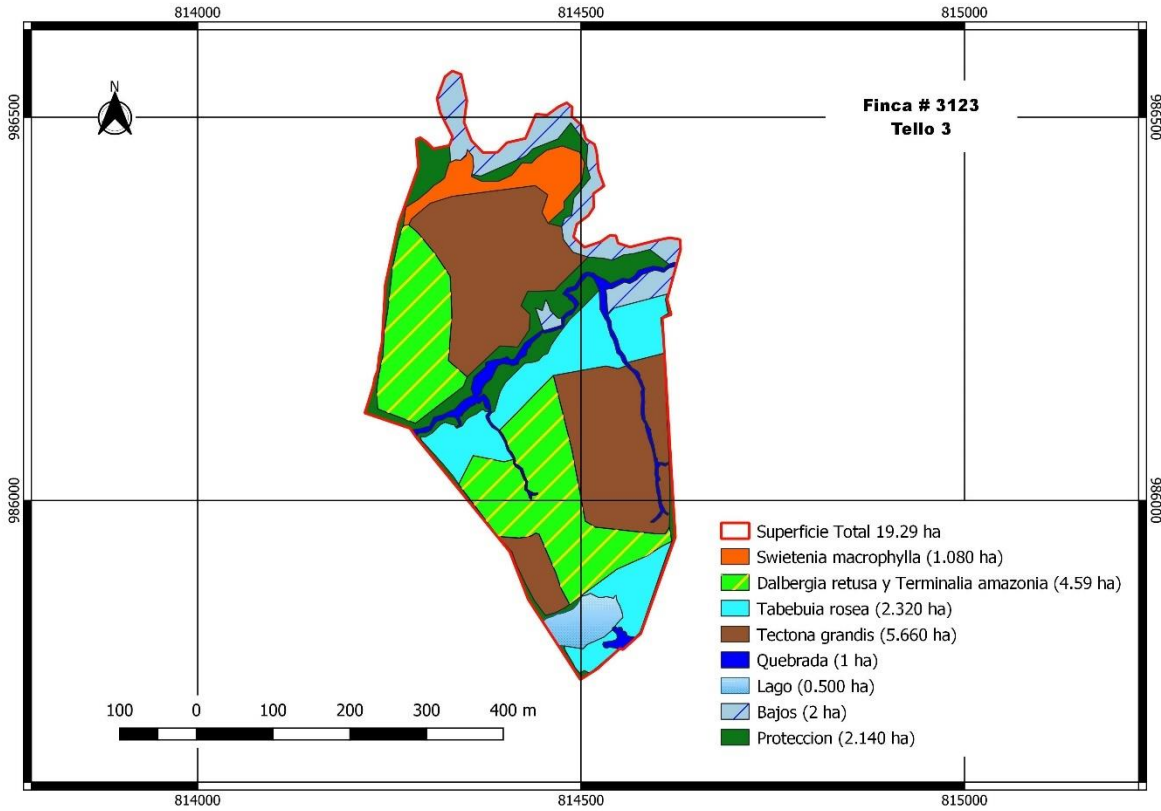 814000
814500
815000
N
Finca # 3123
Tello 3
986500
986500
986000
986000
Superficie Total 19.29 ha
Swietenia macrophylla (1.080 ha)
Dalbergia retusa y Terminalia amazonia (4.59 ha)
Tabebuia rosea (2.320 ha)
Tectona grandis (5.660 ha)
Quebrada (1 ha)
Lago (0.500 ha)
Bajos (2 ha)
Proteccion (2.140 ha)
100 0 100 200 300 400 m
814000
814500
815000